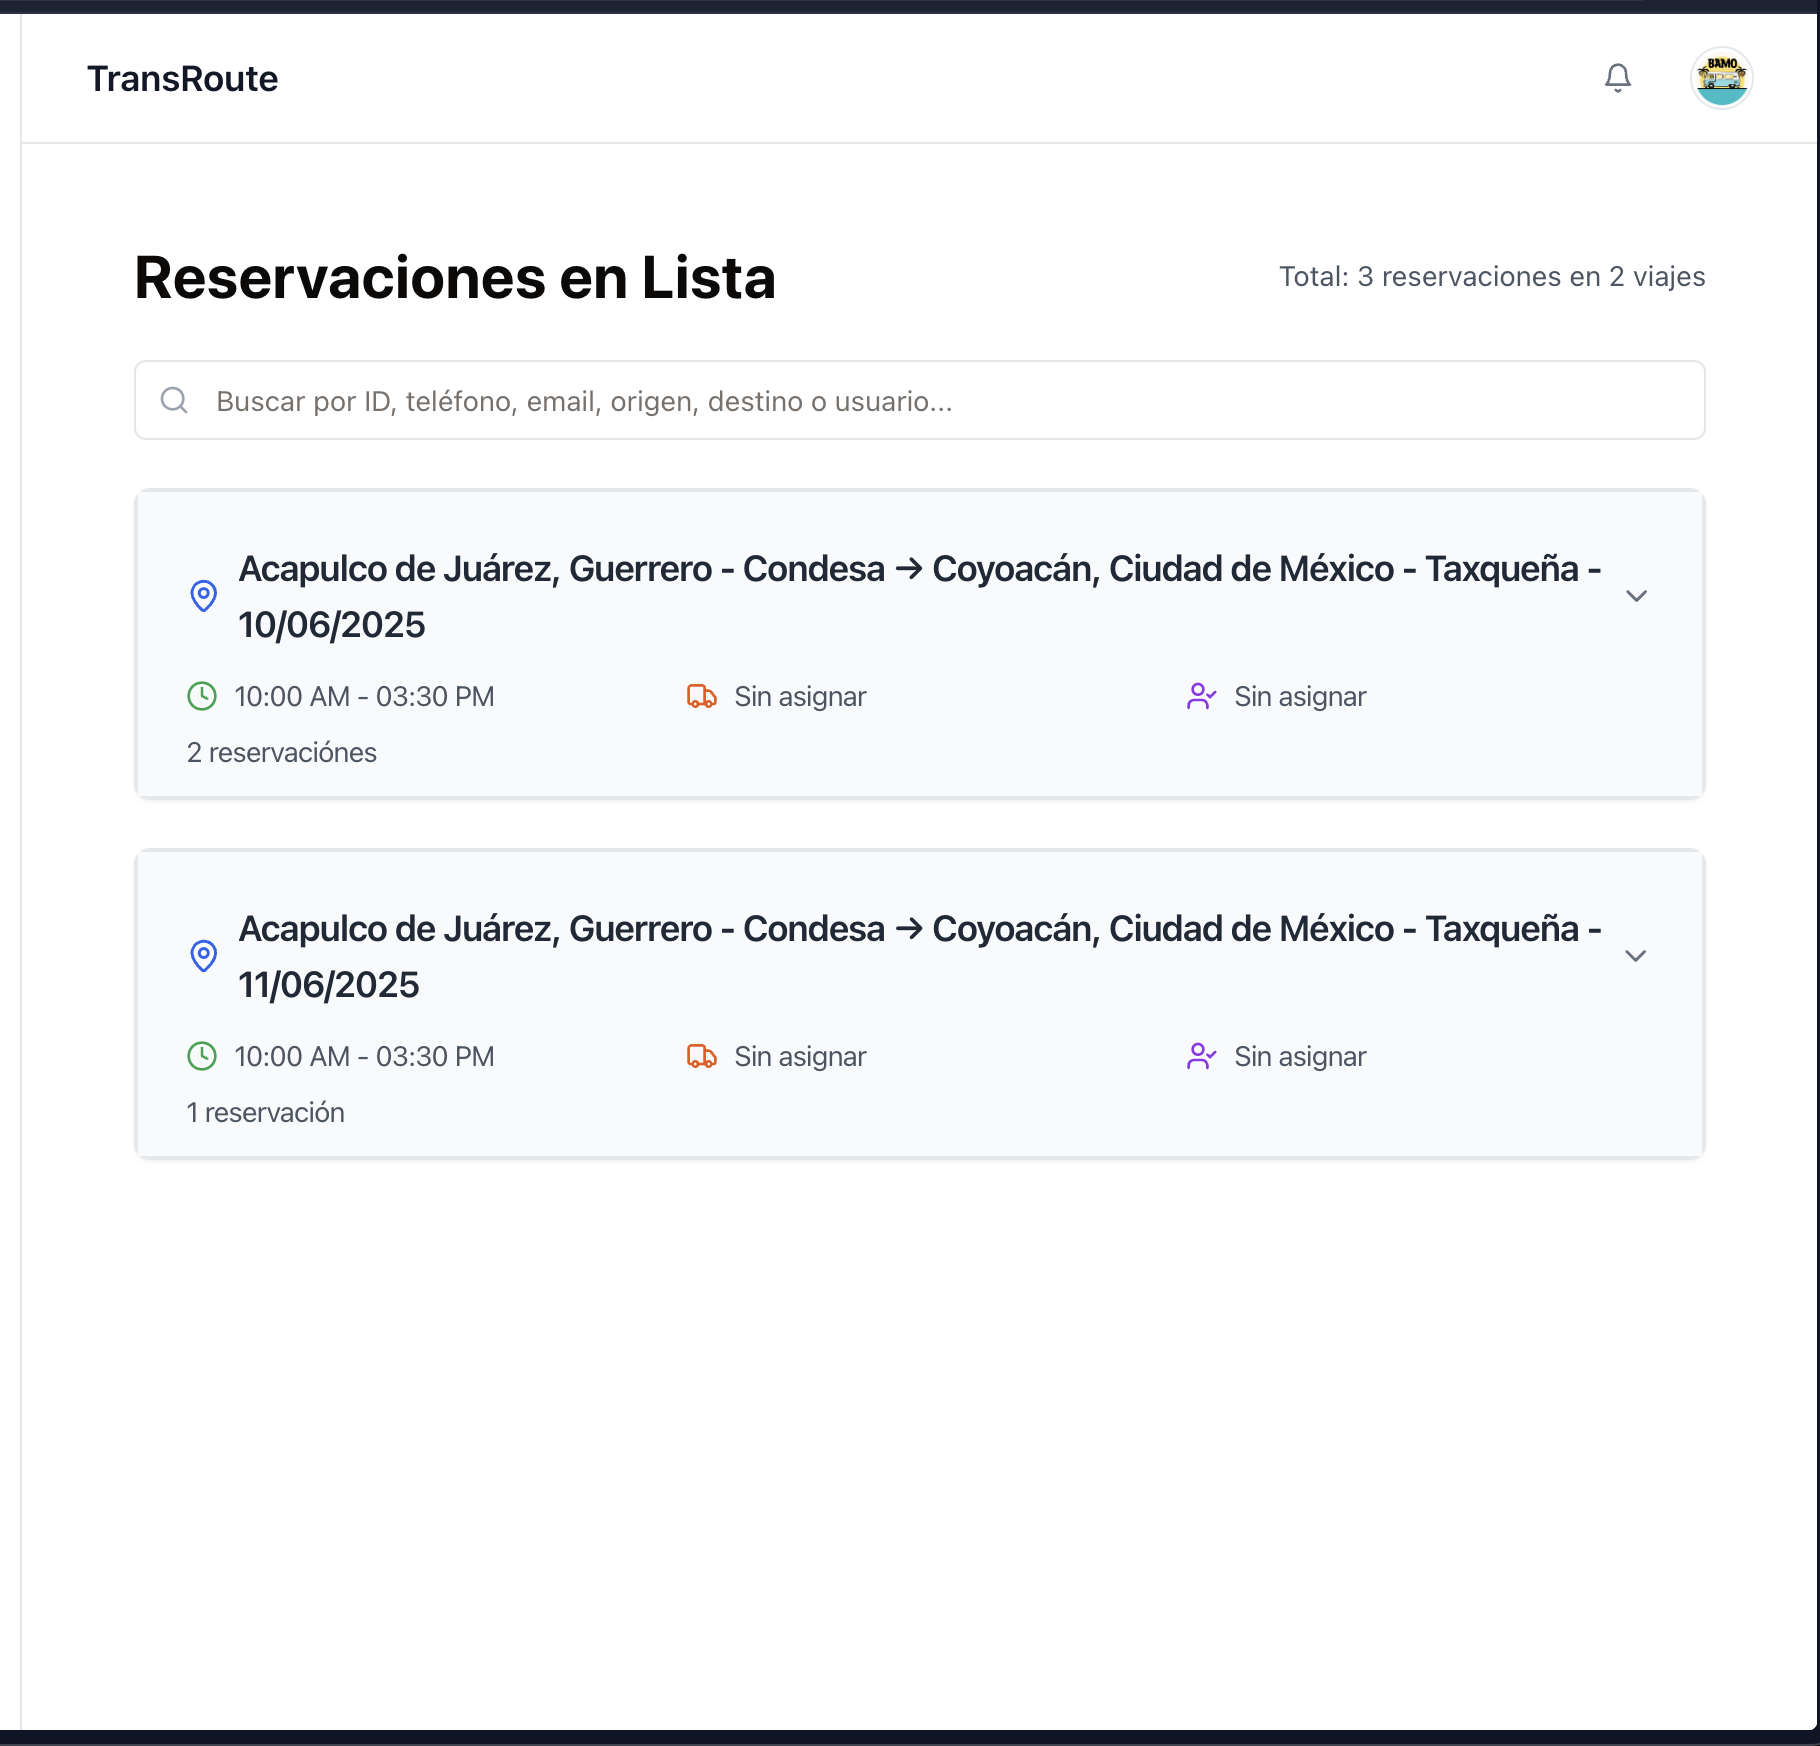 TransRoute
BAMO
Reservaciones en Lista
Total: 3 reservaciones en 2 viajes
Buscar por ID, teléfono, email, origen, destino o usuario...
Acapulco de Juárez, Guerrero - Condesa → Coyoacán, Ciudad de México - Taxqueña -
10/06/2025
10:00 AM - 03:30 PM
Sin asignar
Sin asignar
2 reservaciónes
Acapulco de Juárez, Guerrero - Condesa → Coyoacán, Ciudad de México - Taxqueña -
11/06/2025
10:00 AM - 03:30 PM
Sin asignar
Sin asignar
1 reservación